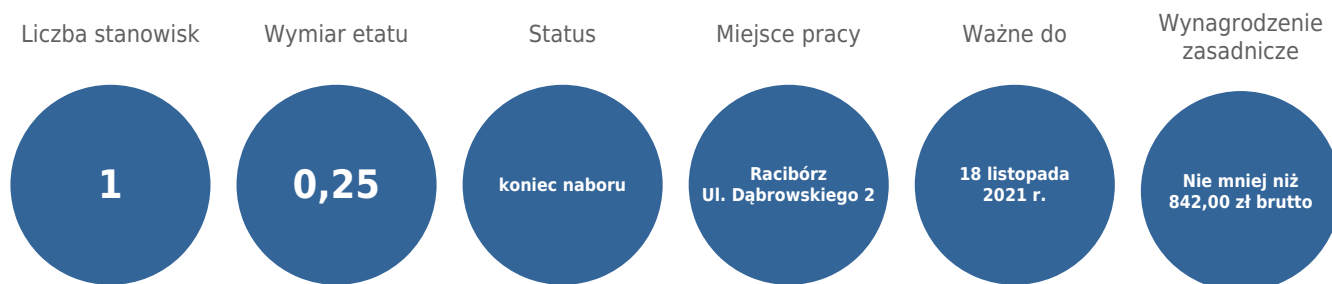 Liczba stanowisk
1
Wymiar etatu
0,25
Status
koniec naboru
Miejsce pracy
Racibórz
Ul. Dąbrowskiego 2
Ważne do
18 listopada
2021 r.
Wynagrodzenie
zasadnicze
Nie mniej niż
842,00 zł brutto